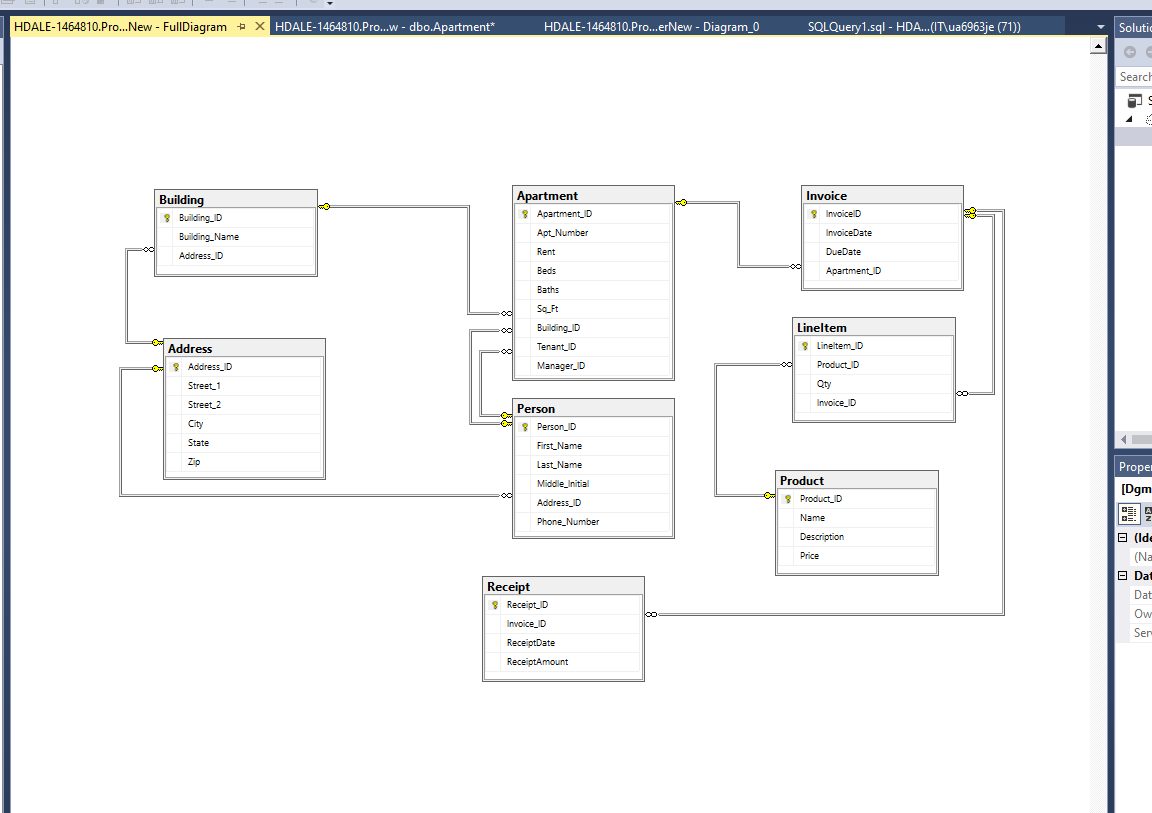 HDALE-1464810.Pro...New - FullDiagram
HDALE-1464810.Pro...w - dbo.Apartment*
HDALE-1464810.Pro...erNew - Diagram_0
SQLQuery1.sql - HDA...(IT\ua6963je (71))
Building
Building_ID
Building_Name
Address_ID
Address
Address_ID
Street_1
Street_2
City
State
Zip
Apartment
Apartment_ID
Apt_Number
Rent
Beds
Baths
Sq_Ft
Building_ID
Tenant_ID
Manager_ID
Person
Person_ID
First_Name
Last_Name
Middle_Initial
Address_ID
Phone_Number
Receipt
Receipt_ID
Invoice_ID
ReceiptDate
ReceiptAmount
Invoice
InvoiceID
InvoiceDate
DueDate
Apartment_ID
LineItem
LineItem_ID
Product_ID
Qty
Invoice_ID
Product
Product_ID
Name
Description
Price
Solutio
Search
S
Proper
[Dgm
(Ide
(Na
Dat
Dat
Ow
Serv